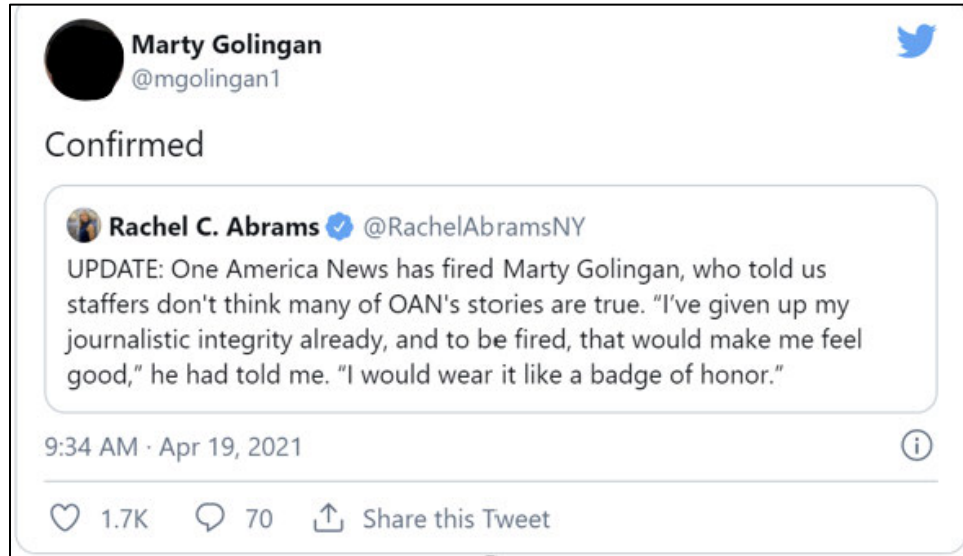 Marty Golingan
@mgolingan1
Confirmed
Rachel C. Abrams @RachelAbramsNY
UPDATE: One America News has fired Marty Golingan, who told us
staffers don't think many of OAN's stories are true. “I’ve given up my
journalistic integrity already, and to be fired, that would make me feel
good,” he had told me. “I would wear it like a badge of honor.”
9:34 AM · Apr 19, 2021
1.7K 70 Share this Tweet